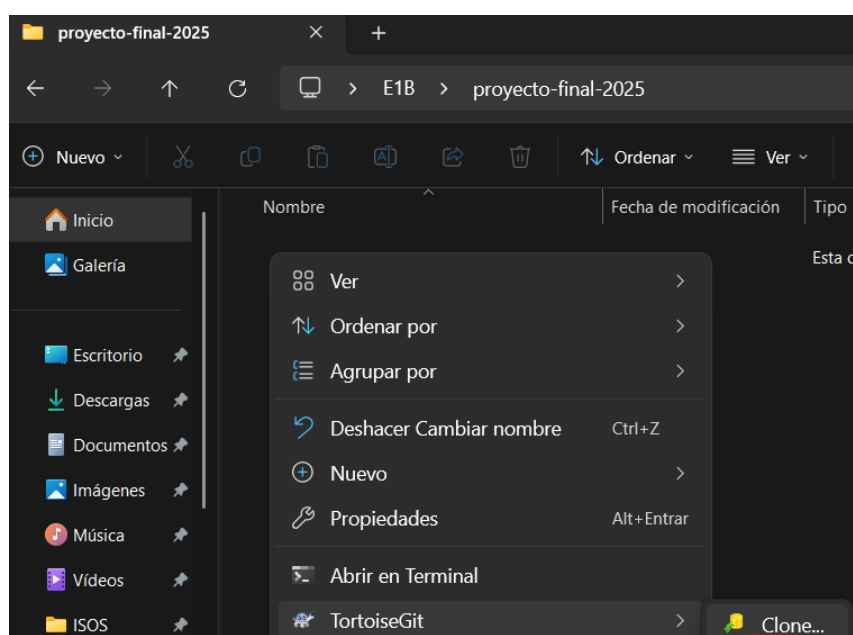 proyecto-final-2025
E1B > proyecto-final-2025
Nuevo
Ordenar
Ver
Nombre
Fecha de modificación
Tipo
Inicio
Galería
Esta c
Ver
Ordenar por
Escritorio
Agrupar por
Descargas
Deshacer Cambiar nombre Ctrl+Z
Documentos
Nuevo
Imágenes
Propiedades Alt+Entrar
Música
Abrir en Terminal
Vídeos
TortoiseGit
Clone...
ISOS